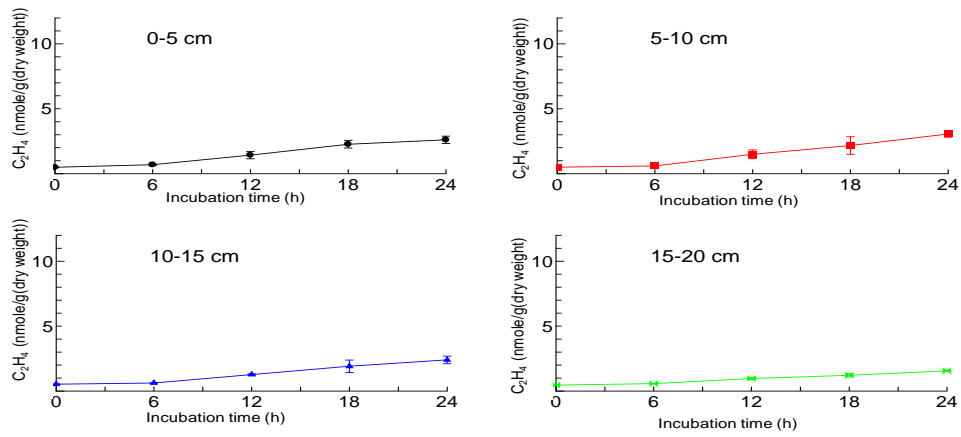 C2H4 (nmole/g(dry weight))
10
5
0-5 cm
0 6 12 18 24
Incubation time (h)
C2H4 (nmole/g(dry weight))
10
5
5-10 cm
0 6 12 18 24
Incubation time (h)
C2H4 (nmole/g(dry weight))
10
5
10-15 cm
0 6 12 18 24
Incubation time (h)
C2H4 (nmole/g(dry weight))
10
5
15-20 cm
0 6 12 18 24
Incubation time (h)